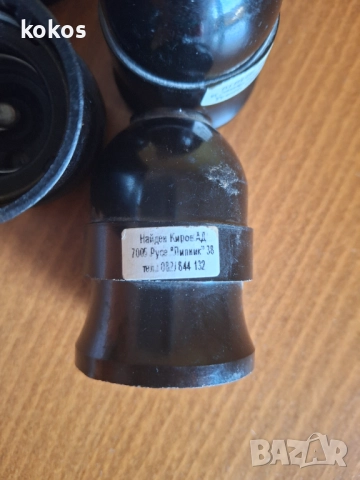 kokos
Найден Киров АД
7005 Русе "Липник" 38
тел.: 082/ 844 132
BAZAR